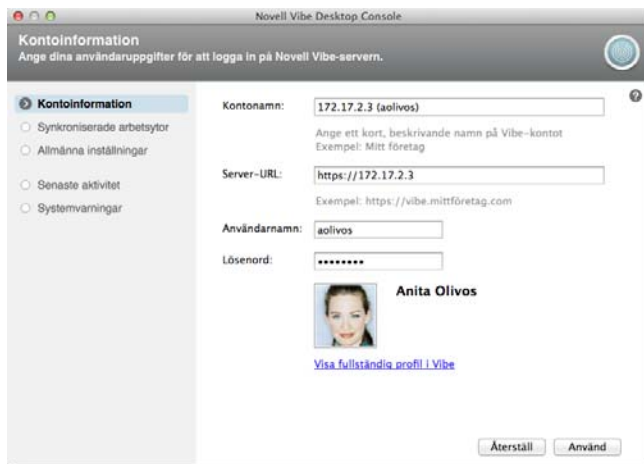 Novell Vibe Desktop Console
Kontoinformation
Ange dina användaruppgifter för att logga in på Novell Vibe-servern.
Kontoinformation
Synkroniserade arbetsytor
Allmänna inställningar
Senaste aktivitet
Systemvarningar
Kontonamn:
172.17.2.3 (aolivos)
Ange ett kort, beskrivande namn på Vibe-kontot
Exempel: Mitt företag
Server-URL:
https://172.17.2.3
Exempel: https://vibe.mittföretag.com
Användarnamn:
aolivos
Lösenord:
••••••••
Anita Olivos
Visa fullständig profil i Vibe
Återställ
Använd
?